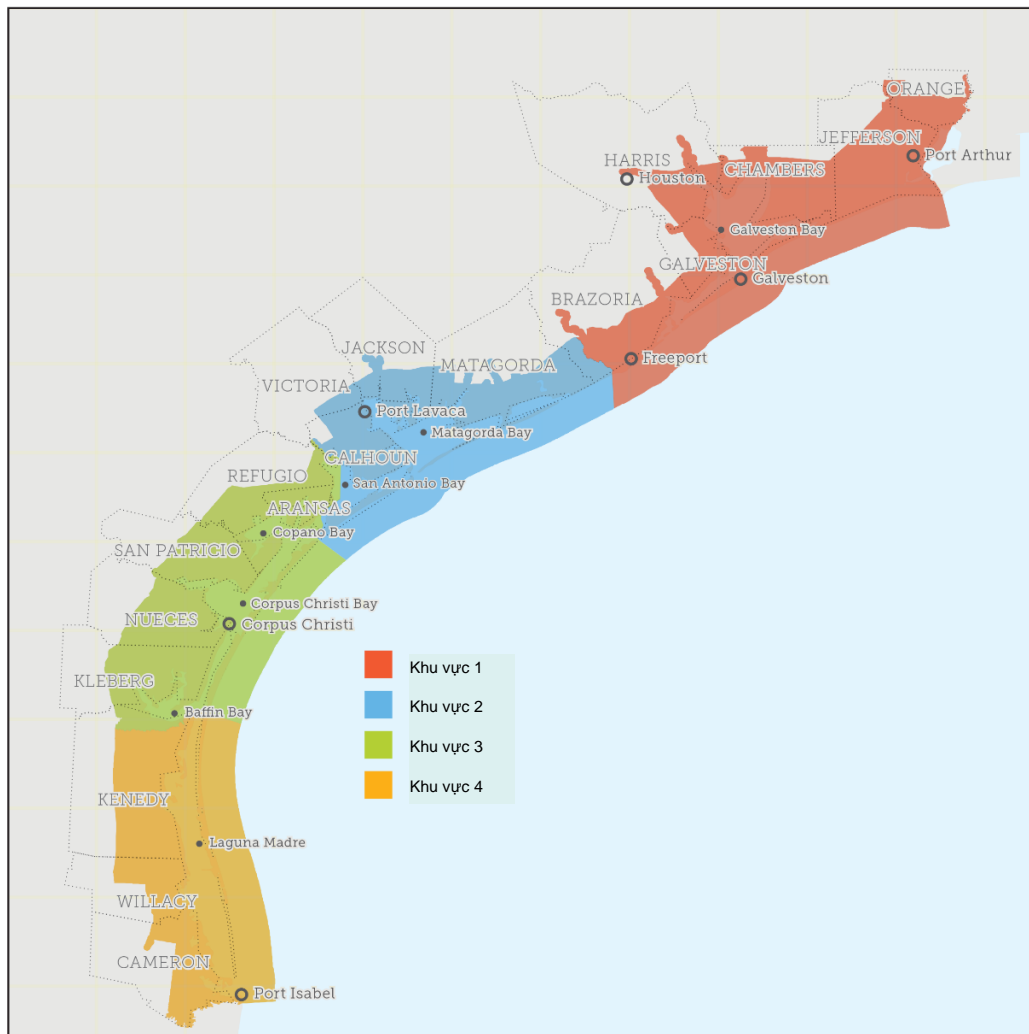 ORANGE
JEFFERSON
Port Arthur
HARRIS
Houston
CHAMBERS
Galveston Bay
GALVESTON
Galveston
BRAZORIA
Freeport
JACKSON
MATAGORDA
VICTORIA
Port Lavaca
Matagorda Bay
CALHOUN
REFUGIO
San Antonio Bay
ARANSAS
Copano Bay
SAN PATRICIO
Corpus Christi Bay
NUECES
Corpus Christi
KLEBERG
Baffin Bay
Khu vực 1
Khu vực 2
Khu vực 3
Khu vực 4
KENEDY
Laguna Madre
WILLACY
CAMERON
Port Isabel